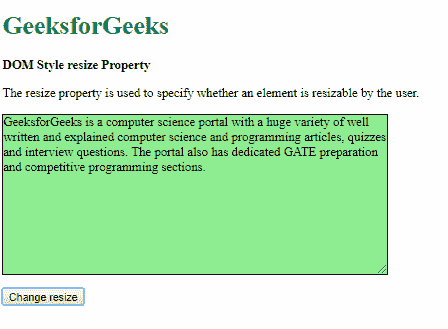 GeeksforGeeks
DOM Style resize Property
The resize property is used to specify whether an element is resizable by the user.
GeeksforGeeks is a computer science portal with a huge variety of well
written and explained computer science and programming articles, quizzes
and interview questions. The portal also has dedicated GATE preparation
and competitive programming sections.
Change resize